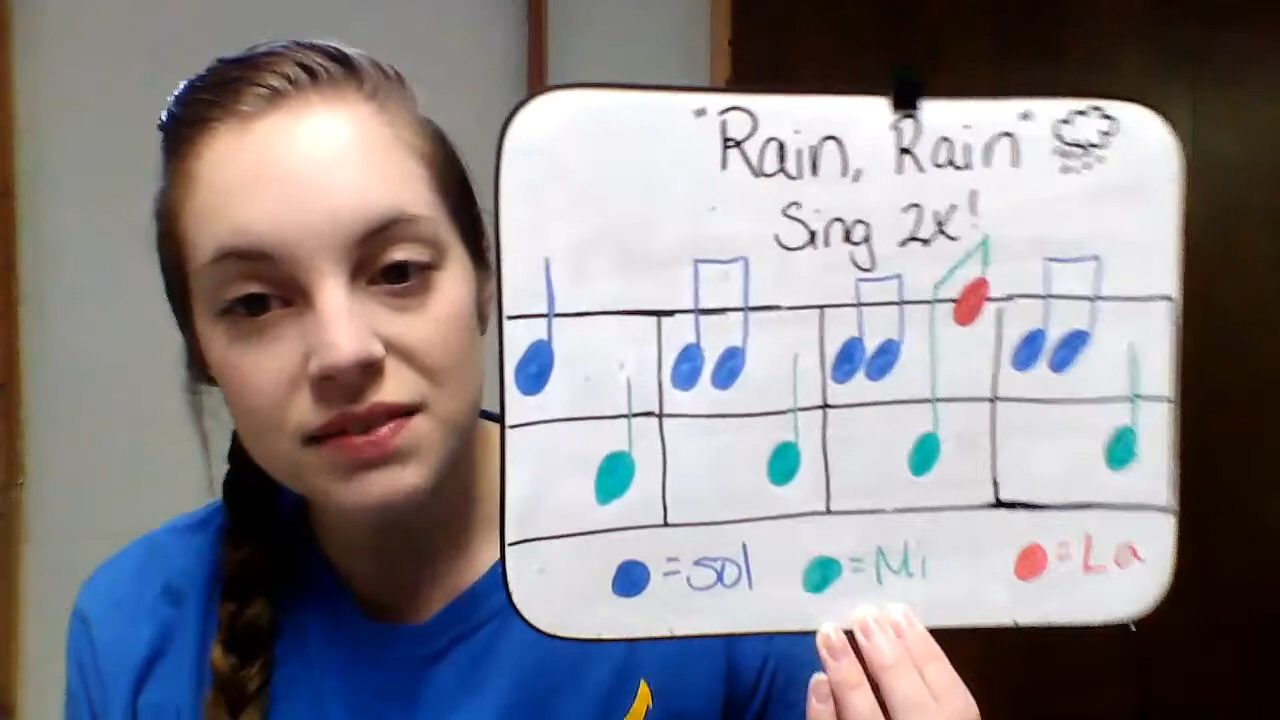 "Rain, Rain"
Sing 2x!
= sol = Mi = La